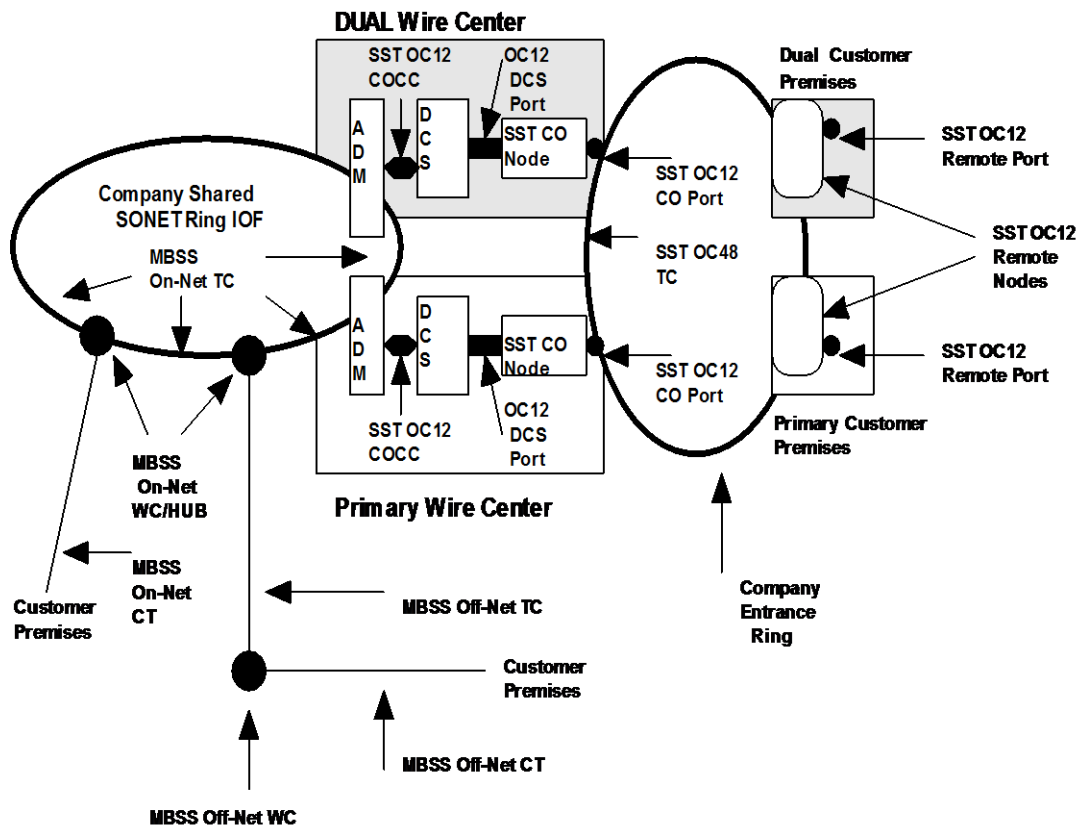 DUAL Wire Center
SST OC12
COCC
OC12
DCS
Port
Dual Customer
Premises
A
D
M
D
C
S
SST CO
Node
SST OC12
CO Port
SST OC12
Remote Port
Company Shared
SONET Ring IOF
MBSS
On-Net TC
SST OC48
TC
SST OC12
Remote
Nodes
A
D
M
D
C
S
SST CO
Node
SST OC12
CO Port
SST OC12
Remote Port
SST OC12
COCC
OC12
DCS
Port
Primary Customer
Premises
Primary Wire Center
MBSS
On-Net
WC/HUB
MBSS
On-Net
CT
Customer
Premises
MBSS Off-Net TC
Company
Entrance
Ring
Customer
Premises
MBSS Off-Net CT
MBSS Off-Net WC